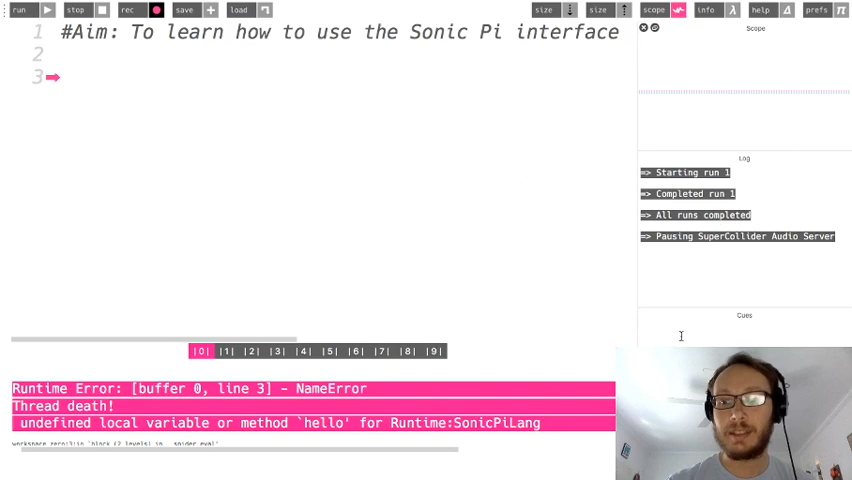 run stop rec save load size size scope info λ help prefs π
1 #Aim: To learn how to use the Sonic Pi interface
2
3
Scope
Log
=> Starting run 1
=> Completed run 1
=> All runs completed
=> Pausing SuperCollider Audio Server
Cues
|0| |1| |2| |3| |4| |5| |6| |7| |8| |9|
Runtime Error: [buffer 0, line 3] - NameError
Thread death!
undefined local variable or method `hello' for Runtime:SonicPiLang